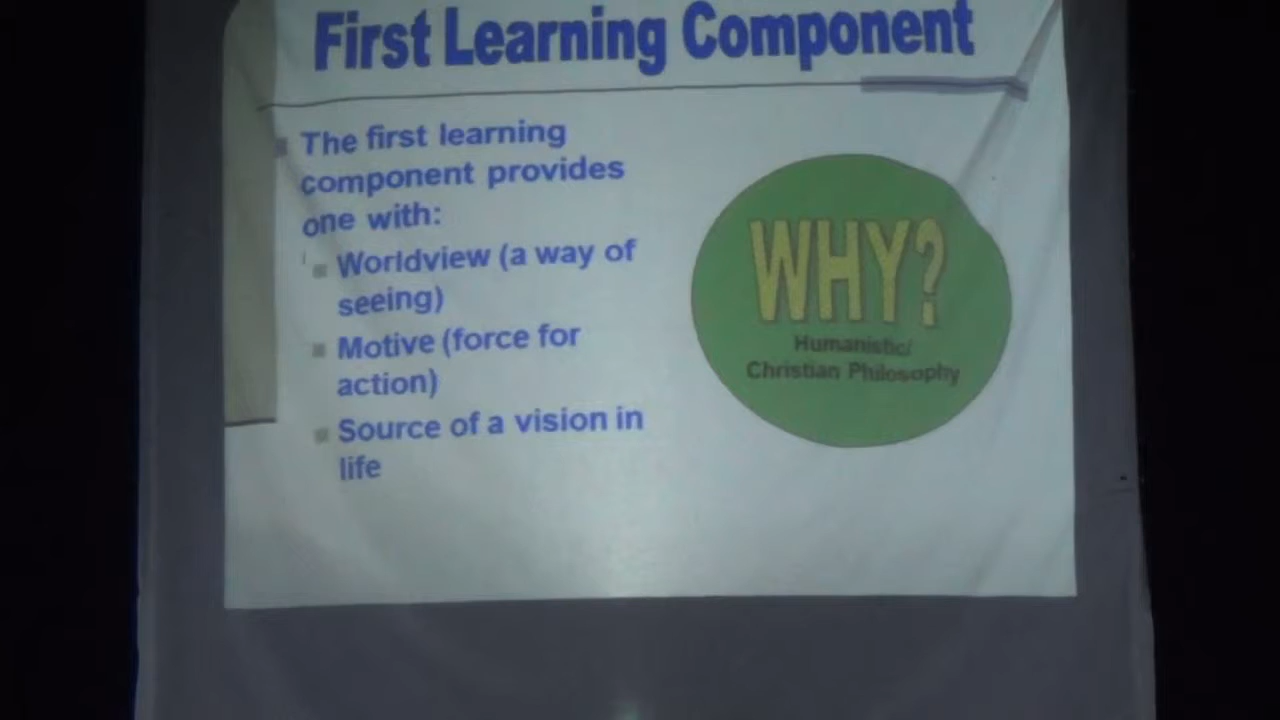 First Learning Component
The first learning
component provides
one with:
Worldview (a way of
seeing)
Motive (force for
action)
Source of a vision in
life
WHY?
Humanistic/
Christian Philosophy